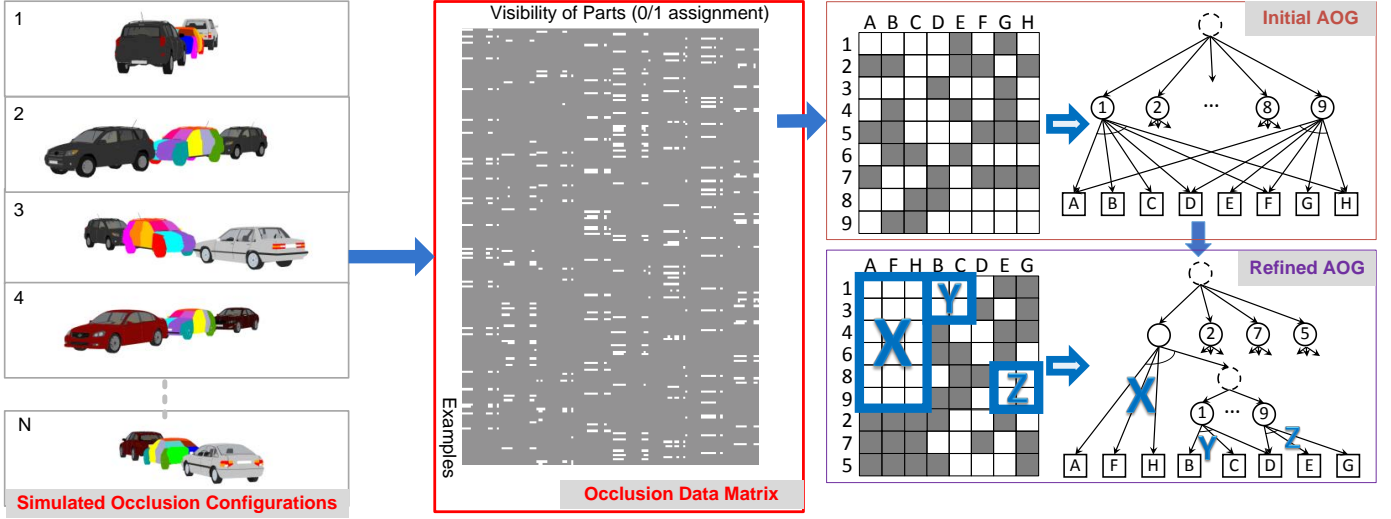 1
2
3
4
N
Simulated Occlusion Configurations
Visibility of Parts (0/1 assignment)
Examples
Occlusion Data Matrix
A B C D E F G H
1
2
3
4
5
6
7
8
9
Initial AOG
1 2 ... 8 9
A B C D E F G H
A F H B C D E G
1
3
4
6
8
9
2
7
5
X
Y
Z
Refined AOG
2 7 5
X
1 ... 9
Y Z
A F H B C D E G